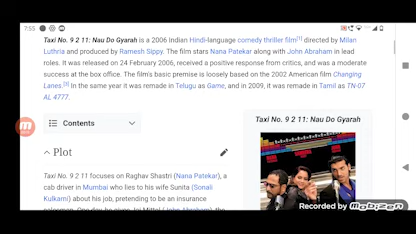 7:55
Taxi No. 9 2 11: Nau Do Gyarah is a 2006 Indian Hindi-language comedy thriller film[1] directed by Milan
Luthria and produced by Ramesh Sippy. The film stars Nana Patekar along with John Abraham in lead
roles. It was released on 24 February 2006, received a positive response from critics, and was a moderate
success at the box office. The film's basic premise is loosely based on the 2002 American film Changing
Lanes.[3] In the same year it was remade in Telugu as Game, and in 2009, it was remade in Tamil as TN-07
AL 4777.
Contents
Taxi No. 9 2 11: Nau Do Gyarah
Plot
Taxi No. 9 2 11 focuses on Raghav Shastri (Nana Patekar), a
cab driver in Mumbai who lies to his wife Sunita (Sonali
Kulkarni) about his job, pretending to be an insurance
Recorded by Mobizen